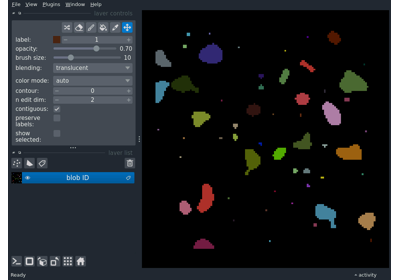 File View Plugins Window Help
layer controls
label: 1
opacity: 0.70
brush size: 10
blending: translucent
color mode: auto
contour: 0
n edit dim: 2
contiguous:
preserve
labels:
show
selected:
layer list
blob ID
Ready activity